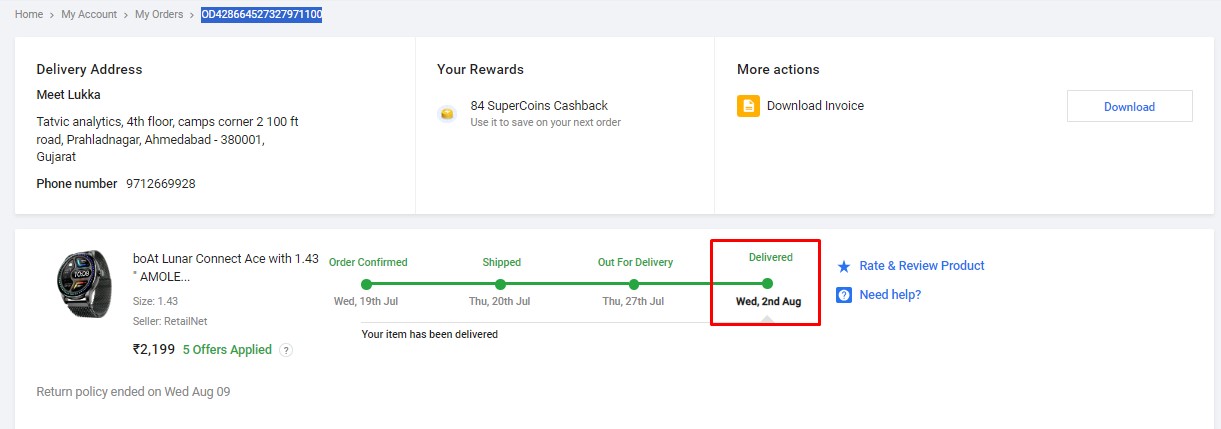 Home > My Account > My Orders > OD428664527327971100
Delivery Address
Meet Lukka
Tatvic analytics, 4th floor, camps corner 2 100 ft
road, Prahladnagar, Ahmedabad - 380001,
Gujarat
Phone number 9712669928
Your Rewards
84 SuperCoins Cashback
Use it to save on your next order
More actions
Download Invoice
Download
boAt Lunar Connect Ace with 1.43
" AMOLE...
Size: 1.43
Seller: RetailNet
₹2,199 5 Offers Applied ?
Order Confirmed
Wed, 19th Jul
Shipped
Thu, 20th Jul
Out For Delivery
Thu, 27th Jul
Delivered
Wed, 2nd Aug
Your item has been delivered
Rate & Review Product
Need help?
Return policy ended on Wed Aug 09